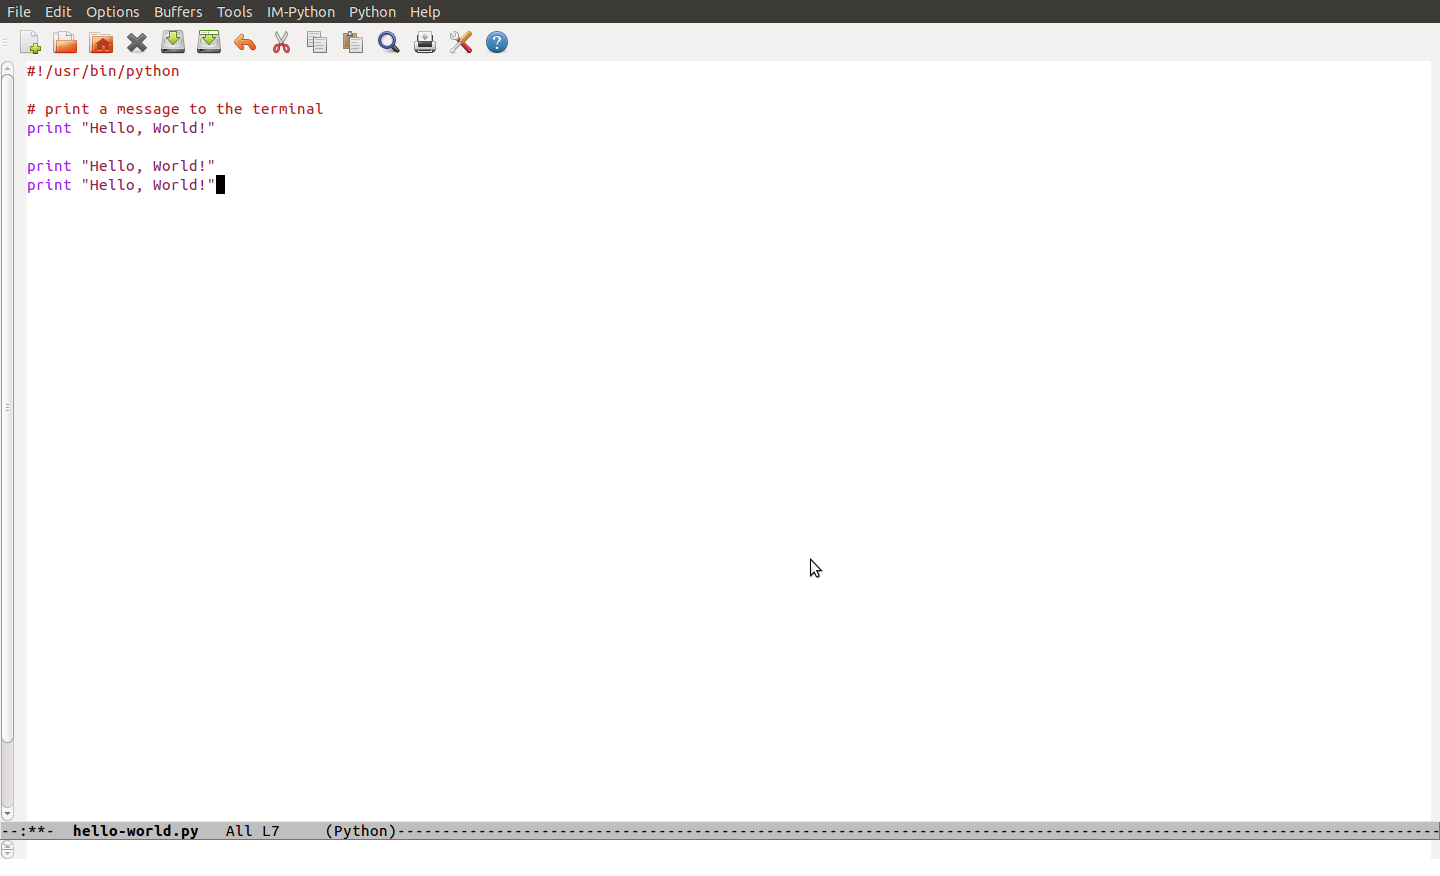 File Edit Options Buffers Tools IM-Python Python Help
#!/usr/bin/python
# print a message to the terminal
print "Hello, World!"
print "Hello, World!"
print "Hello, World!"
--:**-  hello-world.py   All L7     (Python)--------------------------------------------------------------------------------------------------------------------